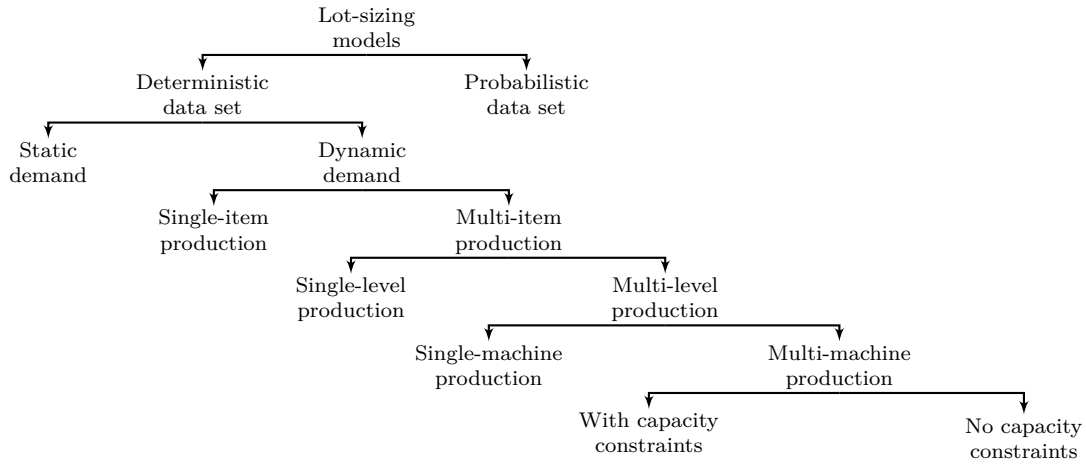 Lot-sizing
models
Deterministic
data set
Probabilistic
data set
Static
demand
Dynamic
demand
Single-item
production
Multi-item
production
Single-level
production
Multi-level
production
Single-machine
production
Multi-machine
production
With capacity
constraints
No capacity
constraints